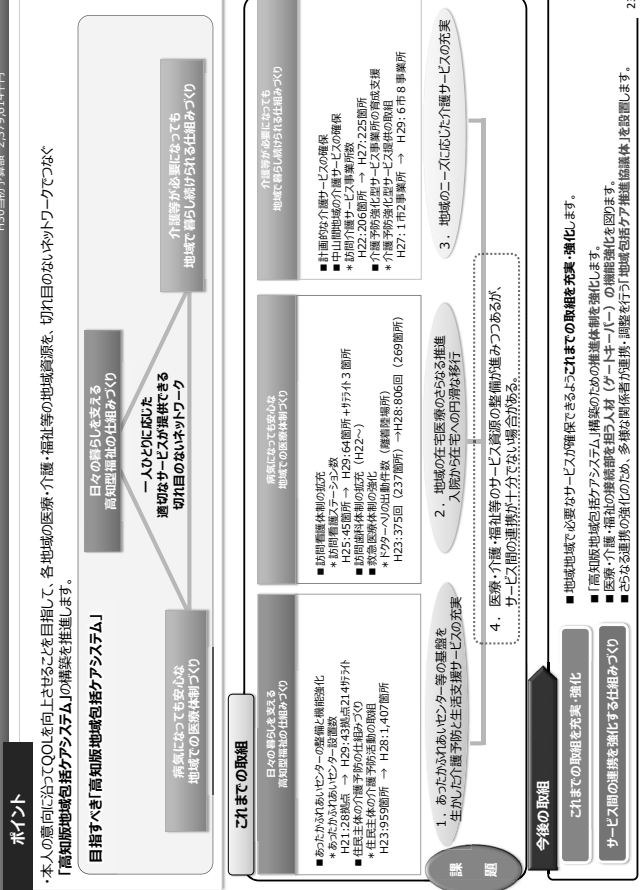 H30当初予算額 2,379,614千円
ポイント
・本人の意向に沿ってQOLを向上させることを目指して、各地域の医療・介護・福祉等の地域資源を、切れ目のないネットワークでつなぐ
「高知版地域包括ケアシステム」の構築を推進します。
目指すべき「高知版地域包括ケアシステム」
日々の暮らしを支える
高知型福祉の仕組みづくり
一人ひとりに応じた
適切なサービスが提供できる
切れ目のないネットワーク
病気になっても安心な
地域での医療体制づくり
介護等が必要になっても
地域で暮らし続けられる仕組みづくり
これまでの取組
日々の暮らしを支える
高知型福祉の仕組みづくり
■あったかふれあいセンターの整備と機能強化
＊あったかふれあいセンター設置数
H21:28拠点 → H29:43拠点214サテライト
■住民主体の介護予防の仕組みづくり
＊住民主体の介護予防活動の取組
H23:959箇所 → H28:1,407箇所
病気になっても安心な
地域での医療体制づくり
■訪問看護体制の拡充
＊訪問看護ステーション数
H25:45箇所 → H29:64箇所+サテライト3箇所
■訪問歯科体制の拡充(H22～)
■救急医療体制の強化
＊ドクターヘリの出動件数(離着陸場所)
H23:375回(237箇所)→H28:806回(269箇所)
介護等が必要になっても
地域で暮らし続けられる仕組みづくり
■計画的な介護サービスの確保
■中山間地域の介護サービスの確保
＊訪問介護サービス事業所数
H22:206箇所 → H27:225箇所
■介護予防強化型サービス事業所の育成支援
＊介護予防強化型サービス提供の取組
H27:1市2事業所 → H29:6市8事業所
課題
1．あったかふれあいセンター等の基盤を
生かした介護予防と生活支援サービスの充実
2．地域の在宅医療のさらなる推進
入院から在宅への円滑な移行
3．地域のニーズに応じた介護サービスの充実
4．医療・介護・福祉等のサービス資源の整備が進みつつあるが、
サービス間の連携が十分でない場合がある。
今後の取組
これまでの取組を充実・強化
■地域地域で必要なサービスが確保できるようこれまでの取組を充実・強化します。
サービス間の連携を強化する仕組みづくり
■「高知版地域包括ケアシステム」構築のための推進体制を強化します。
■医療・介護・福祉の接続部を担う人材（ゲートキーパー）の機能強化を図ります。
■さらなる連携の強化のため、多様な関係者が連携・調整を行う「地域包括ケア推進協議体」を設置します。